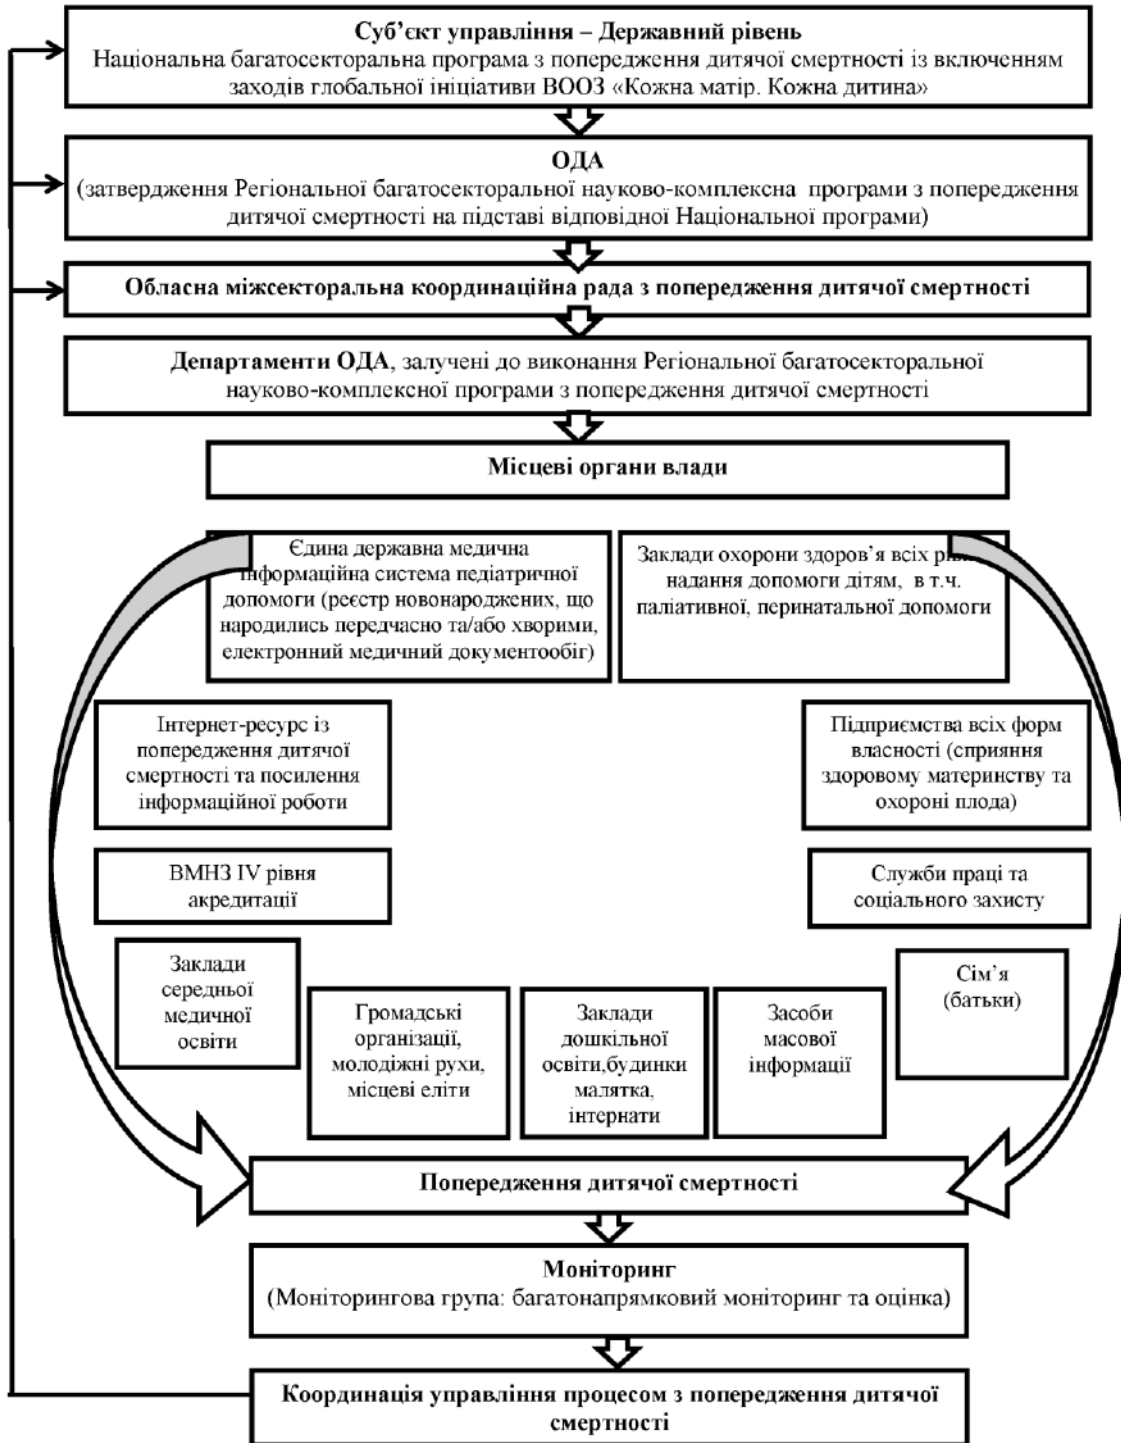 Суб’єкт управління – Державний рівень
Національна багатосекторальна програма з попередження дитячої смертності із включенням
заходів глобальної ініціативи ВООЗ «Кожна матір. Кожна дитина»
ОДА
(затвердження Регіональної багатосекторальної науково-комплексна програми з попередження
дитячої смертності на підставі відповідної Національної програми)
Обласна міжсекторальна координаційна рада з попередження дитячої смертності
Департаменти ОДА, залучені до виконання Регіональної багатосекторальної
науково-комплексної програми з попередження дитячої смертності
Місцеві органи влади
Єдина державна медична
інформаційна система педіатричної
допомоги (реєстр новонароджених, що
народились передчасно та/або хворими,
електронний медичний документообіг)
Заклади охорони здоров’я всіх
надання допомоги дітям, в т.ч.
паліативної, перинатальної допомоги
Інтернет-ресурс із
попередження дитячої
смертності та посилення
інформаційної роботи
Підприємства всіх форм
власності (сприяння
здоровому материнству та
охороні плода)
ВМНЗ IV рівня
акредитації
Служби праці та
соціального захисту
Заклади
середньої
медичної
освіти
Громадські
організації,
молодіжні рухи,
місцеві еліти
Заклади
дошкільної
освіти,будинки
малятка,
інтернати
Засоби
масової
інформації
Сім’я
(батьки)
Попередження дитячої смертності
Моніторинг
(Моніторингова група: багатонапрямковий моніторинг та оцінка)
Координація управління процесом з попередження дитячої
смертності